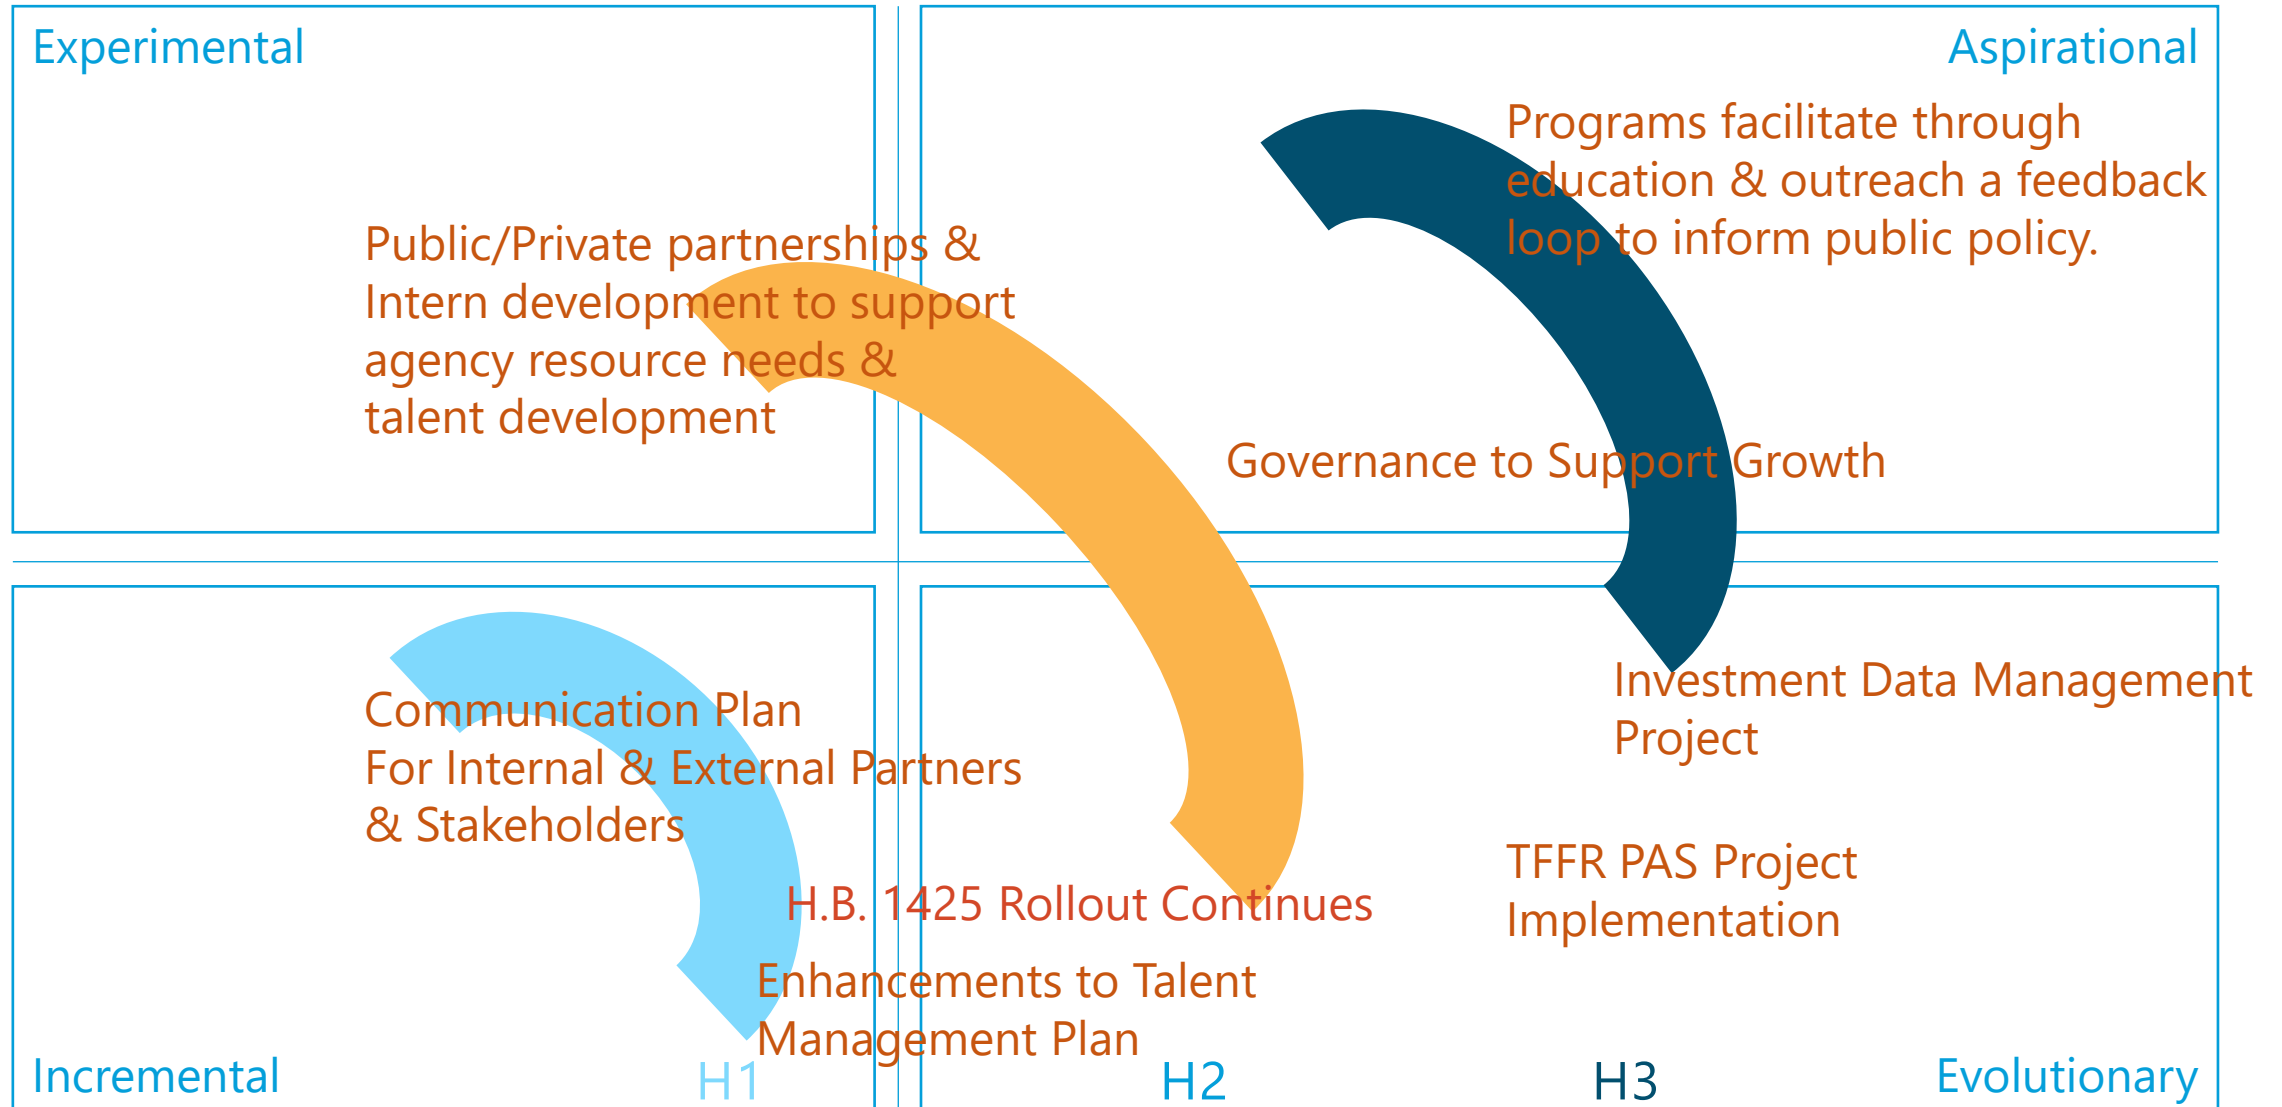 Experimental
Aspirational
Programs facilitate through
education & outreach a feedback
loop to inform public policy.
Public/Private partnerships &
Intern development to support
agency resource needs &
talent development
Governance to Support Growth
Investment Data Management
Project
Communication Plan
For Internal & External Partners
& Stakeholders
TFFR PAS Project
Implementation
H.B. 1425 Rollout Continues
Enhancements to Talent
Management Plan
Incremental
H1
H2
H3
Evolutionary